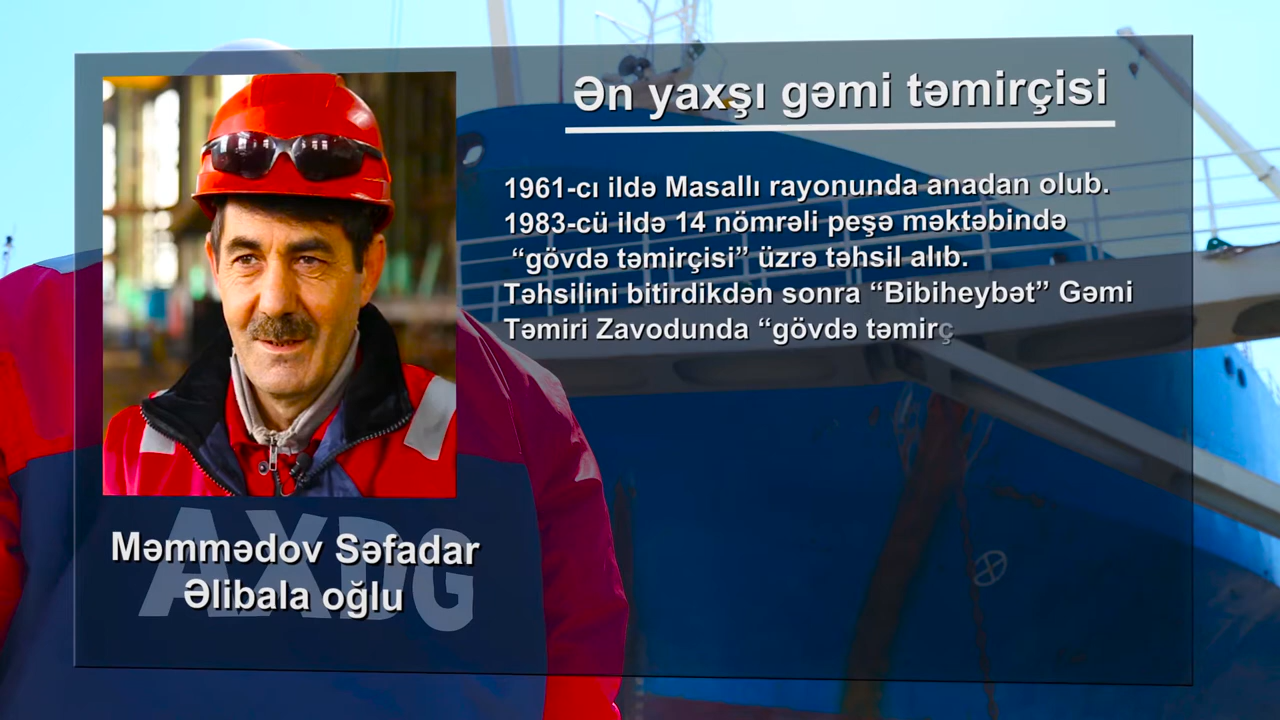 Ən yaxşı gəmi təmirçisi
1961-cı ildə Masallı rayonunda anadan olub.
1983-cü ildə 14 nömrəli peşə məktəbində
“gövdə təmirçisi” üzrə təhsil alıb.
Təhsilini bitirdikdən sonra “Bibiheybət” Gəmi
Təmiri Zavodunda “gövdə təmirç
Məmmədov Səfadar
Əlibala oğlu
AXDG